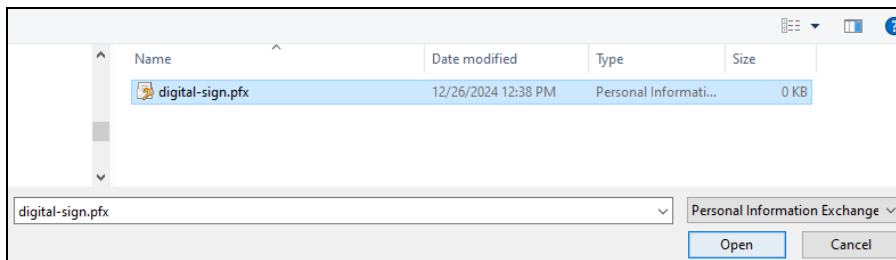 Name Date modified Type Size
digital-sign.pfx 12/26/2024 12:38 PM Personal Informati... 0 KB
digital-sign.pfx Personal Information Exchange
Open Cancel